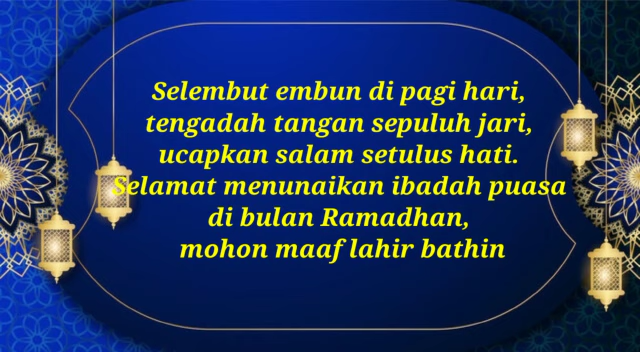 Selembut embun di pagi hari,
tengadah tangan sepuluh jari,
ucapkan salam setulus hati.
Selamat menunaikan ibadah puasa
di bulan Ramadhan,
mohon maaf lahir bathin